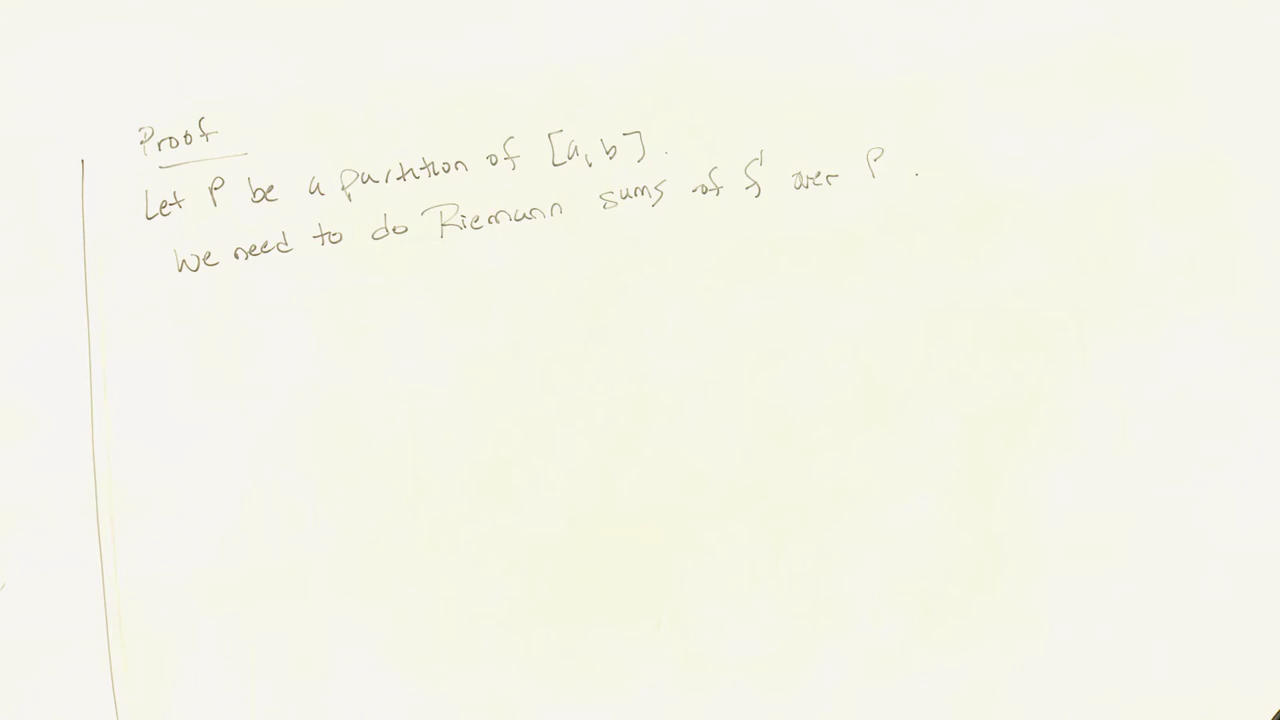 Proof
Let P be a partition of [a, b].
We need to do Riemann sums of f' over P.